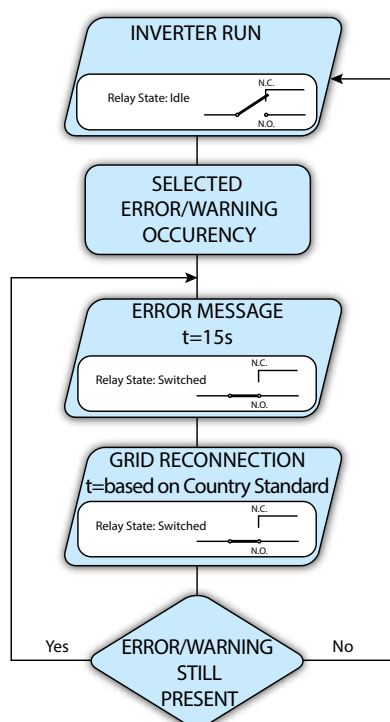 INVERTER RUN
N.C.
Relay State: Idle
N.O.
SELECTED
ERROR/WARNING
OCCURENCY
ERROR MESSAGE
t=15s
N.C.
Relay State: Switched
N.O.
GRID RECONNECTION
t=based on Country Standard
N.C.
Relay State: Switched
N.O.
Yes
No
ERROR/WARNING
STILL
PRESENT